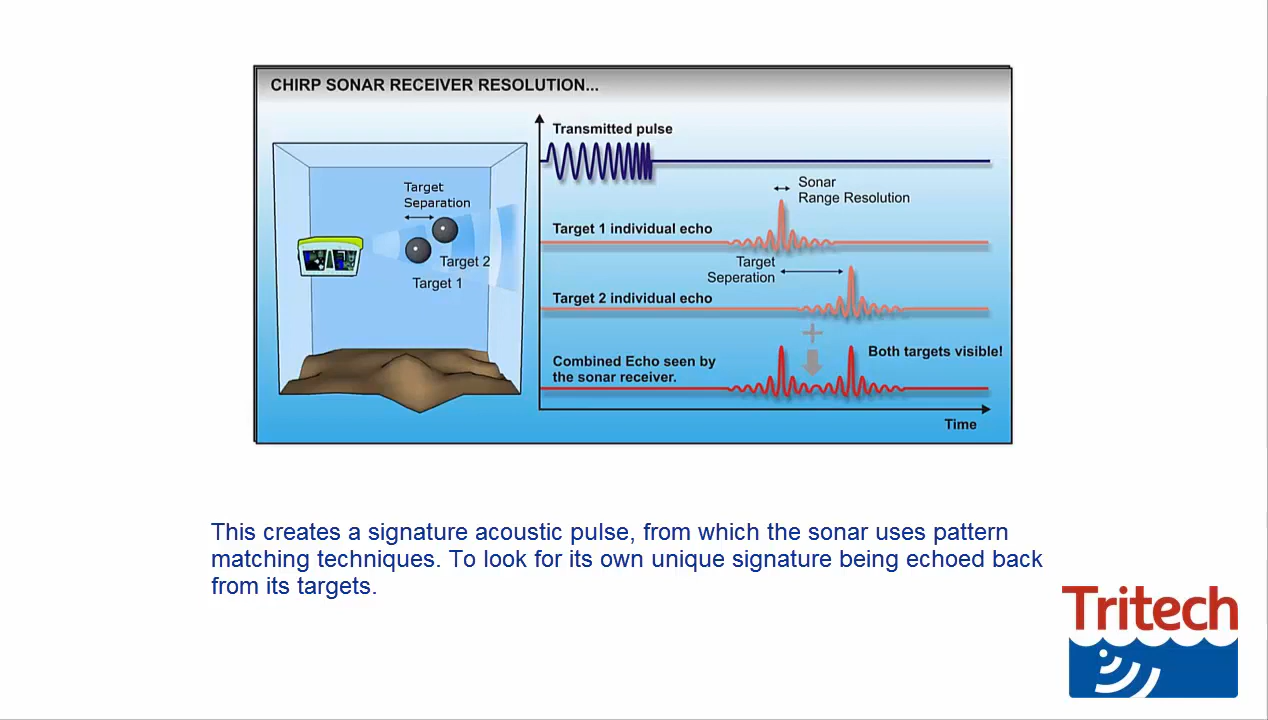 CHIRP SONAR RECEIVER RESOLUTION...
Target
Separation
Target 2
Target 1
Transmitted pulse
Sonar
Range Resolution
Target 1 individual echo
Target
Seperation
Target 2 individual echo
+
Both targets visible!
Combined Echo seen by
the sonar receiver.
Time
This creates a signature acoustic pulse, from which the sonar uses pattern
matching techniques. To look for its own unique signature being echoed back
from its targets.
Tritech